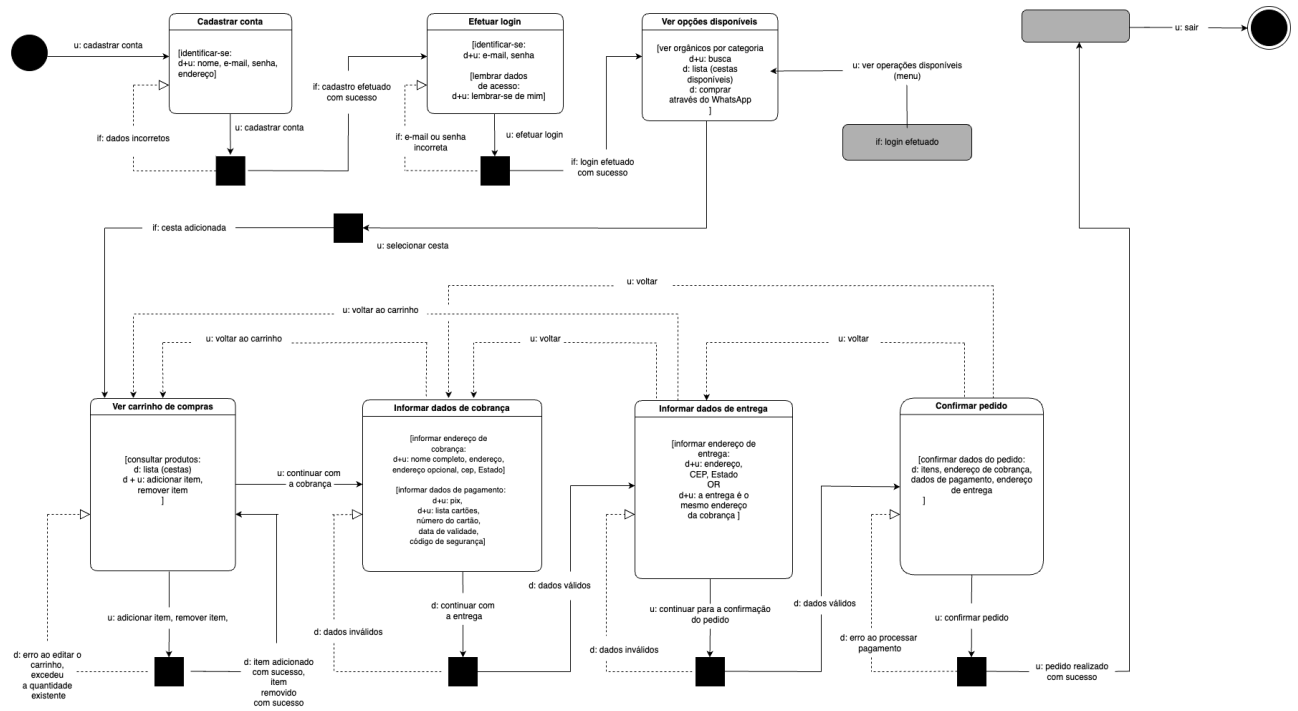 Cadastrar conta
[identificar-se:
d+u: nome, e-mail, senha,
endereço]
u: cadastrar conta
if: dados incorretos
u: cadastrar conta
if: cadastro efetuado
com sucesso
Efetuar login
[identificar-se:
d+u: e-mail, senha
[lembrar dados
de acesso:
d+u: lembrar-se de mim]
if: e-mail ou senha
incorreta
u: efetuar login
if: login efetuado
com sucesso
Ver opções disponíveis
[ver orgânicos por categoria
d+u: busca
d: lista (cestas
disponíveis)
d: comprar
através do WhatsApp
]
u: ver operações disponíveis
(menu)
if: login efetuado
u: sair
if: cesta adicionada
u: selecionar cesta
u: voltar
u: voltar ao carrinho
u: voltar ao carrinho
u: voltar
u: voltar
Ver carrinho de compras
[consultar produtos:
d: lista (cestas)
d + u: adicionar item,
remover item
]
u: continuar com
a cobrança
u: adicionar item, remover item,
d: erro ao editar o
carrinho,
excedeu
a quantidade
existente
d: item adicionado
com sucesso,
item
removido
com sucesso
Informar dados de cobrança
[informar endereço de
cobrança:
d+u: nome completo, endereço,
endereço opcional, cep, Estado]
[informar dados de pagamento:
d+u: pix,
d+u: lista cartões,
número do cartão,
data de validade,
código de segurança]
d: dados inválidos
d: continuar com
a entrega
d: dados válidos
Informar dados de entrega
[informar endereço de
entrega:
d+u: endereço,
CEP, Estado
OR
d+u: a entrega é o
mesmo endereço
da cobrança ]
d: dados inválidos
u: continuar para a confirmação
do pedido
d: dados válidos
Confirmar pedido
[confirmar dados do pedido:
d: itens, endereço de cobrança,
dados de pagamento, endereço
de entrega
]
d: erro ao processar
pagamento
u: confirmar pedido
u: pedido realizado
com sucesso